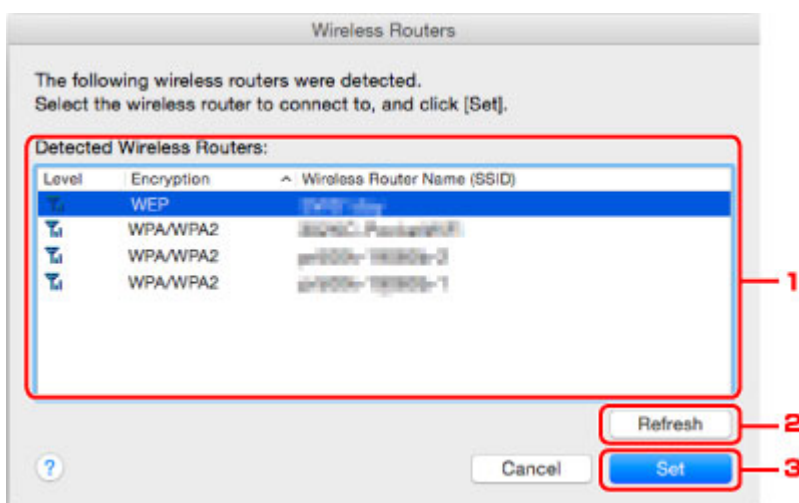 Wireless Routers
The following wireless routers were detected.
Select the wireless router to connect to, and click [Set].
Detected Wireless Routers:
Level Encryption Wireless Router Name (SSID)
WEP
WPA/WPA2
WPA/WPA2
WPA/WPA2
1
Refresh 2
? Cancel Set 3